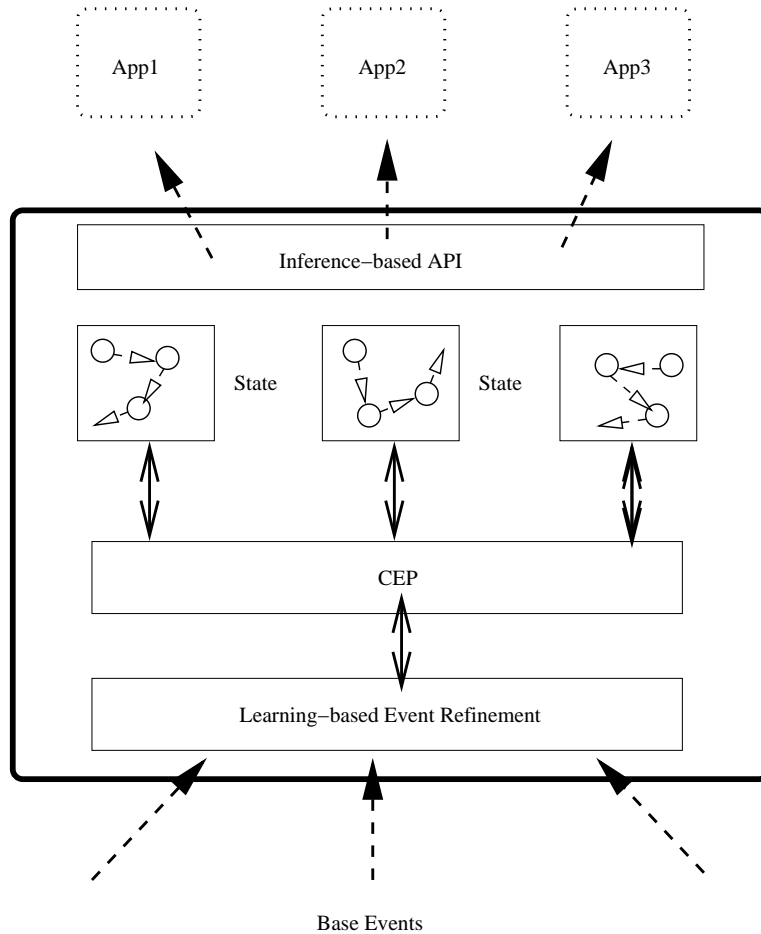 App1
App2
App3
Inference−based API
State
State
CEP
Learning−based Event Refinement
Base Events